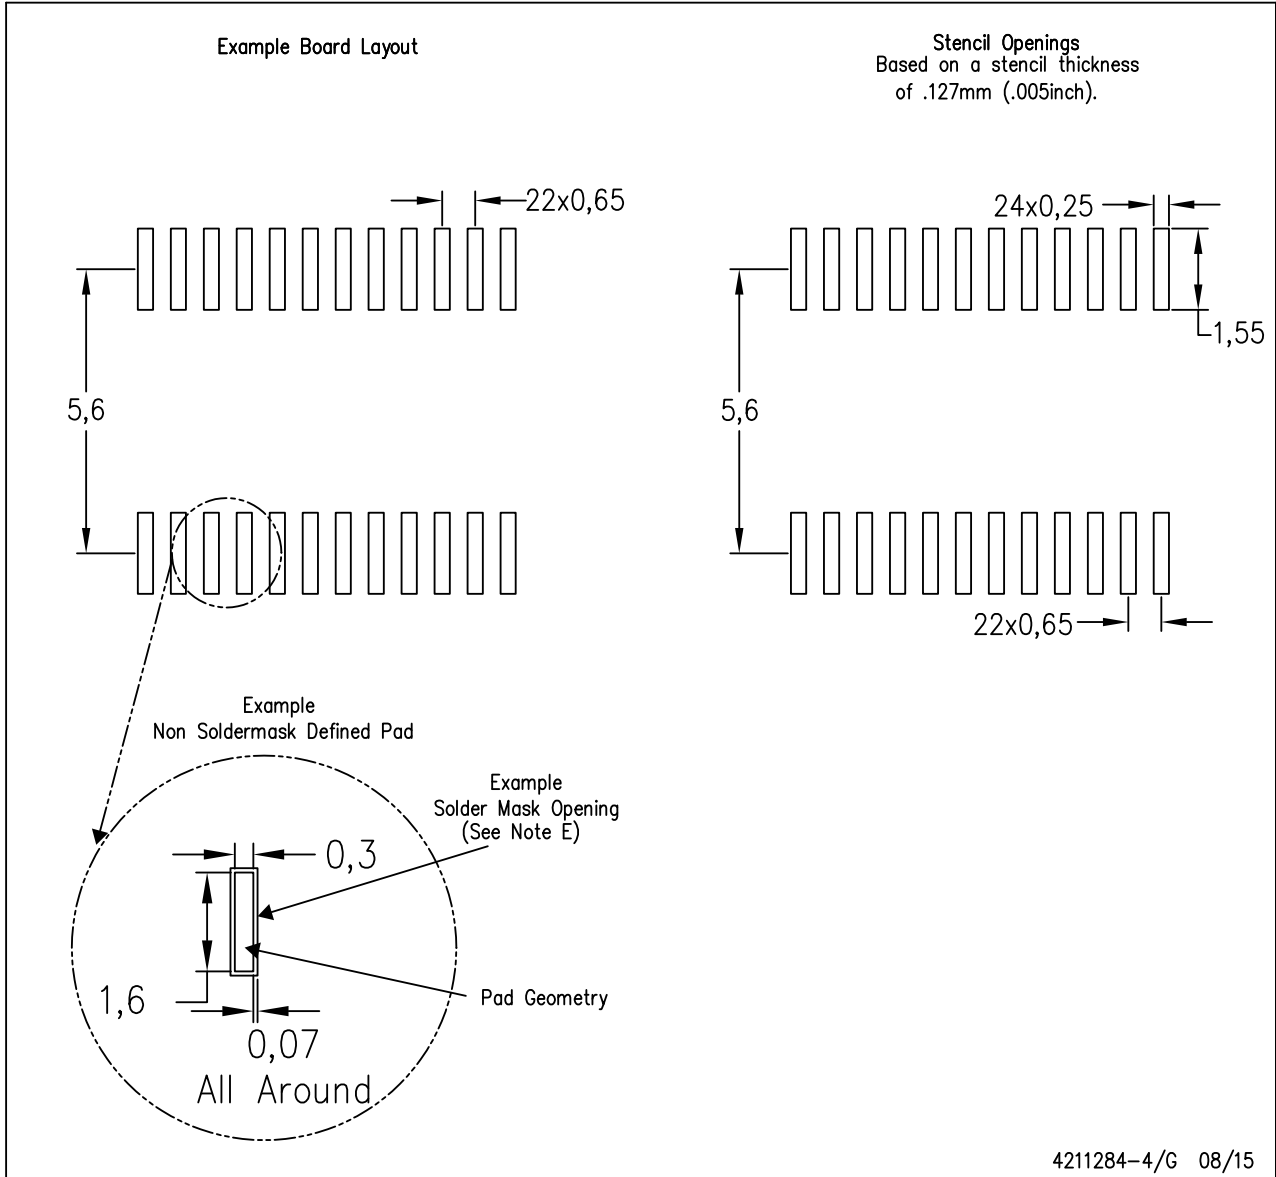 Example Board Layout
Stencil Openings
Based on a stencil thickness
of .127mm (.005inch).
22x0,65
24x0,25
1,55
5,6
5,6
22x0,65
Example
Non Soldermask Defined Pad
Example
Solder Mask Opening
(See Note E)
0,3
1,6
Pad Geometry
0,07
All Around
4211284-4/G 08/15